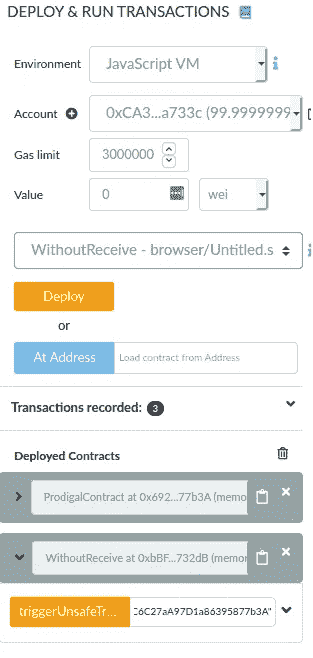 DEPLOY & RUN TRANSACTIONS
Environment JavaScript VM
Account 0xCA3...a733c (99.9999999
Gas limit 3000000
Value 0 wei
WithoutReceive - browser/Untitled.s
Deploy
or
At Address Load contract from Address
Transactions recorded: 3
Deployed Contracts
ProdigalContract at 0x692...77b3A (memo
WithoutReceive at 0xbBF...732dB (memor
triggerUnsafeTr... C6C27aA97D1a86395877b3A"